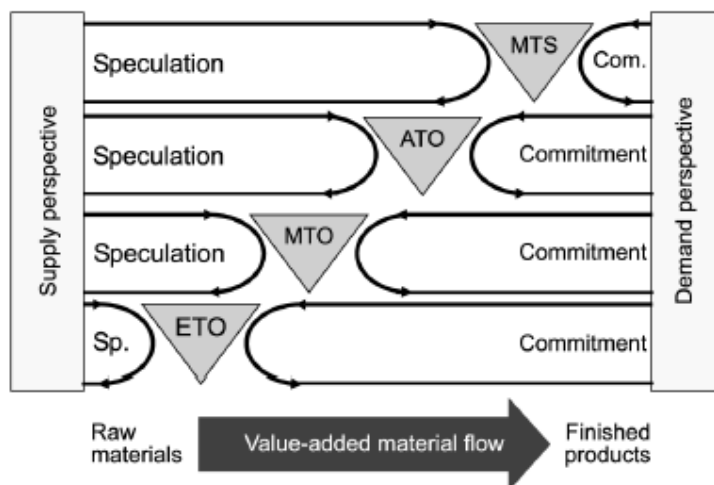 Supply perspective
Speculation
MTS
Com.
Speculation
ATO
Commitment
Speculation
MTO
Commitment
Sp.
ETO
Commitment
Demand perspective
Raw
materials
Value-added material flow
Finished
products